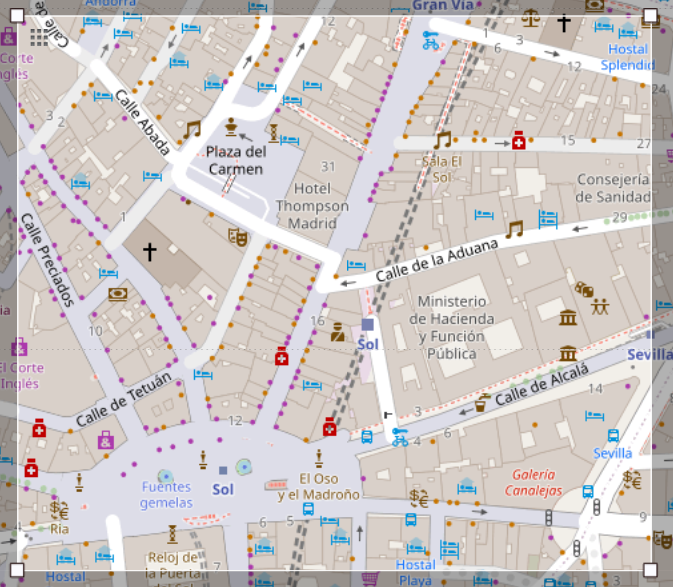 Andorra
Gran Vía
Calle de
El Corte
Inglés
12
1
6
3
12
Hostal
Splendid
24
Calle Abada
3
2
15
27
Plaza del
Carmen
31
Sala El
Sol
Hotel
Thompson
Madrid
Consejería
de Sanidad
29
1
Calle Preciados
Calle de la Aduana
10
16
Ministerio
de Hacienda
y Función
Pública
Sol
Sevilla
El Corte
Inglés
Calle de Tetuán
Calle de Alcalá
14
12
3
4
6
Sevilla
Galería
Canalejas
Fuentes
gemelas
Sol
El Oso
y el Madroño
Ría
4
6
5
9
Reloj de
la Puerta
7
Hostal
Hostal
Playa